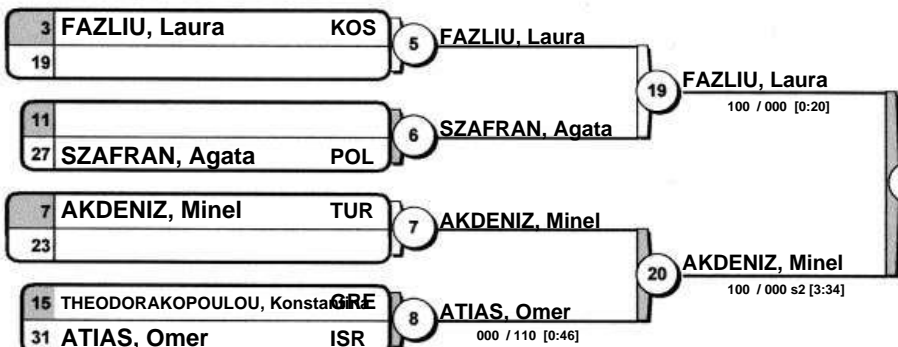 3 FAZLIU, Laura KOS
19
5 FAZLIU, Laura
19 FAZLIU, Laura
100 / 000 [0:20]
11
27 SZAFRAN, Agata POL
6 SZAFRAN, Agata
7 AKDENIZ, Minel TUR
23
7 AKDENIZ, Minel
20 AKDENIZ, Minel
100 / 000 s2 [3:34]
15 THEODORAKOPOULOU, Konstantina GRE
31 ATIAS, Omer ISR
8 ATIAS, Omer
000 / 110 [0:46]